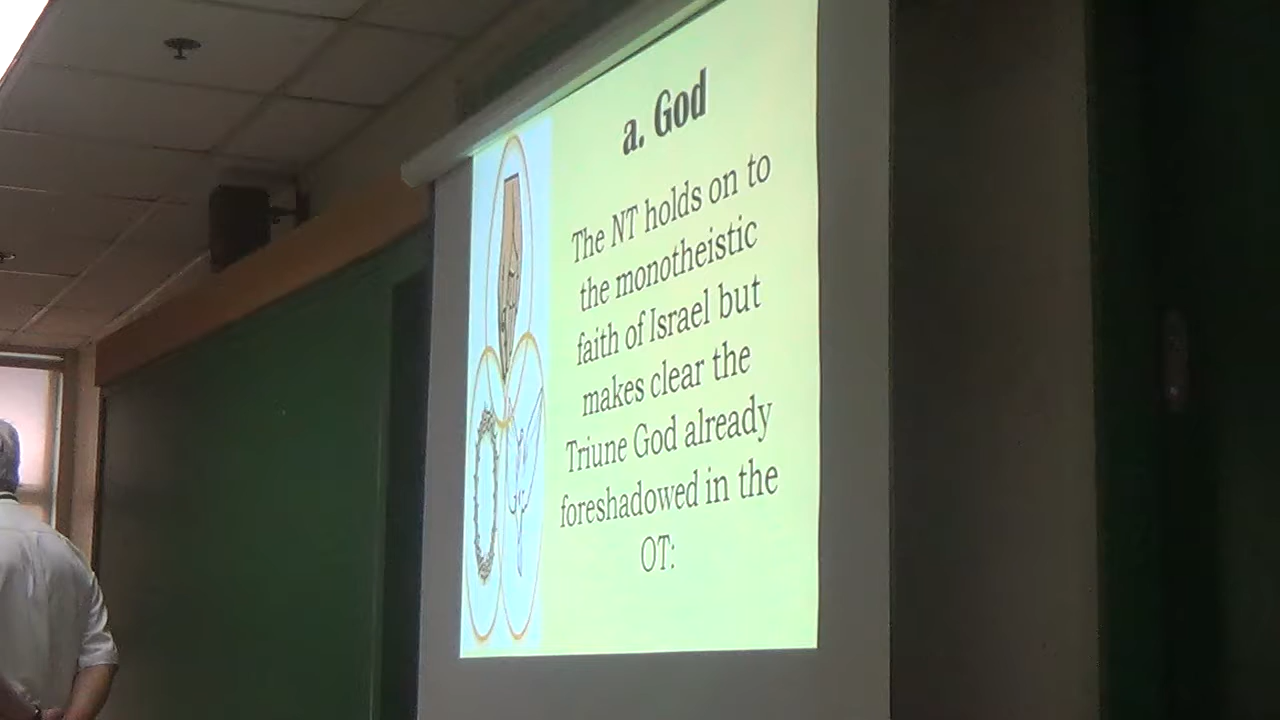 a. God
The NT holds on to
the monotheistic
faith of Israel but
makes clear the
Triune God already
foreshadowed in the
OT: